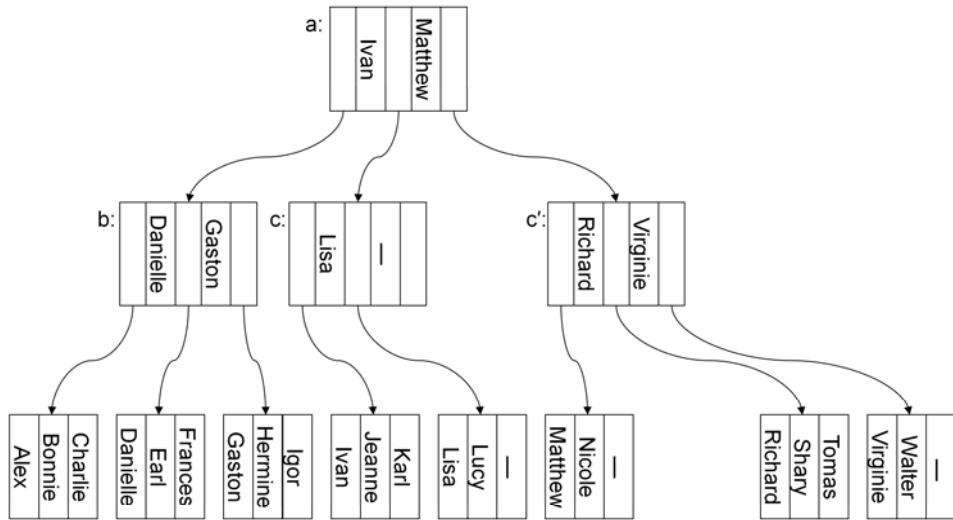 a:
Ivan
Matthew
b:
Danielle
Gaston
c:
Lisa
—
c':
Richard
Virginie
Alex
Bonnie
Charlie
Danielle
Earl
Frances
Gaston
Hermine
Igor
Ivan
Jeanne
Karl
Lisa
Lucy
—
Matthew
Nicole
—
Richard
Shary
Tomas
Virginie
Walter
—